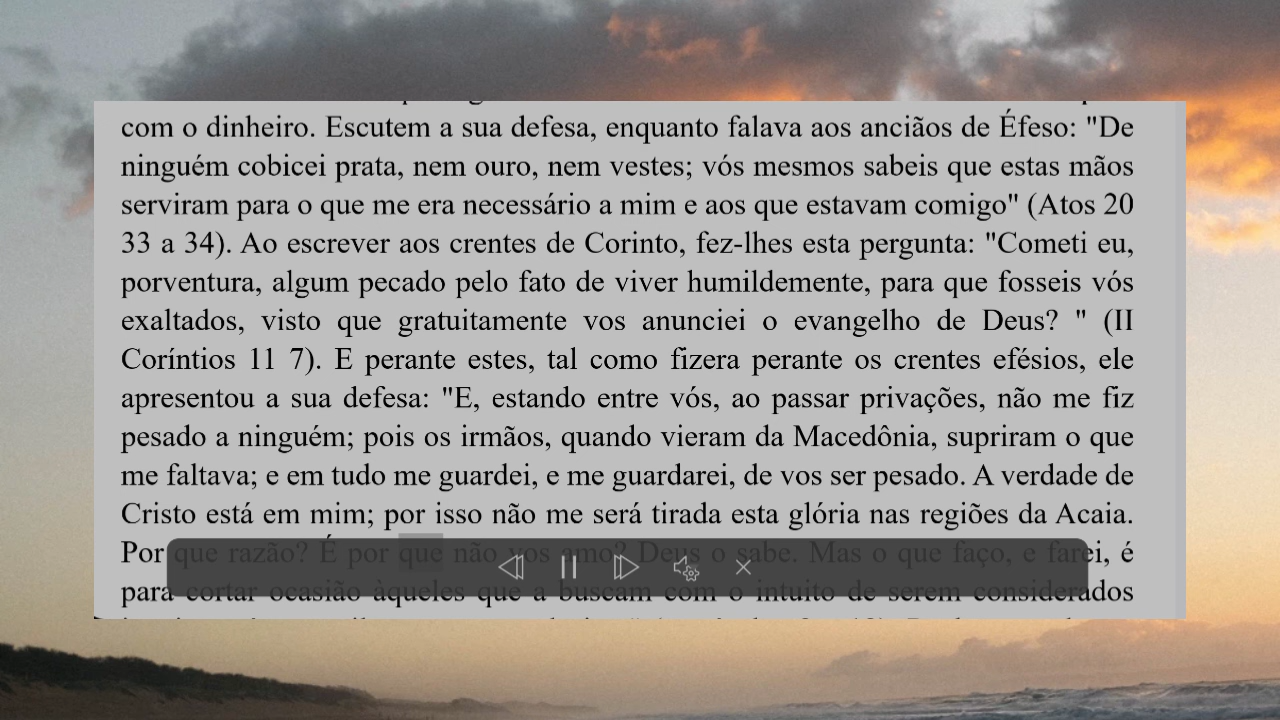 com o dinheiro. Escutem a sua defesa, enquanto falava aos anciãos de Éfeso: "De
ninguém cobicei prata, nem ouro, nem vestes; vós mesmos sabeis que estas mãos
serviram para o que me era necessário a mim e aos que estavam comigo" (Atos 20
33 a 34). Ao escrever aos crentes de Corinto, fez-lhes esta pergunta: "Cometi eu,
porventura, algum pecado pelo fato de viver humildemente, para que fosseis vós
exaltados, visto que gratuitamente vos anunciei o evangelho de Deus? " (II
Coríntios 11 7). E perante estes, tal como fizera perante os crentes efésios, ele
apresentou a sua defesa: "E, estando entre vós, ao passar privações, não me fiz
pesado a ninguém; pois os irmãos, quando vieram da Macedônia, supriram o que
me faltava; e em tudo me guardei, e me guardarei, de vos ser pesado. A verdade de
Cristo está em mim; por isso não me será tirada esta glória nas regiões da Acaia.
Por que razão? É por que não vos amo? Deus o sabe. Mas o que faço, e farei, é
para cortar ocasião àqueles que a buscam com o intuito de serem considerados